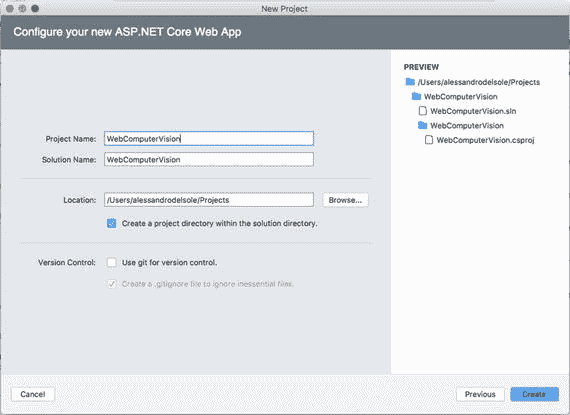 New Project
Configure your new ASP.NET Core Web App
PREVIEW
/Users/alessandrodelsole/Projects
WebComputerVision
WebComputerVision.sln
WebComputerVision
WebComputerVision.csproj
Project Name: WebComputerVision
Solution Name: WebComputerVision
Location: /Users/alessandrodelsole/Projects Browse...
Create a project directory within the solution directory.
Version Control: Use git for version control.
Create a .gitignore file to ignore inessential files.
Cancel Previous Create